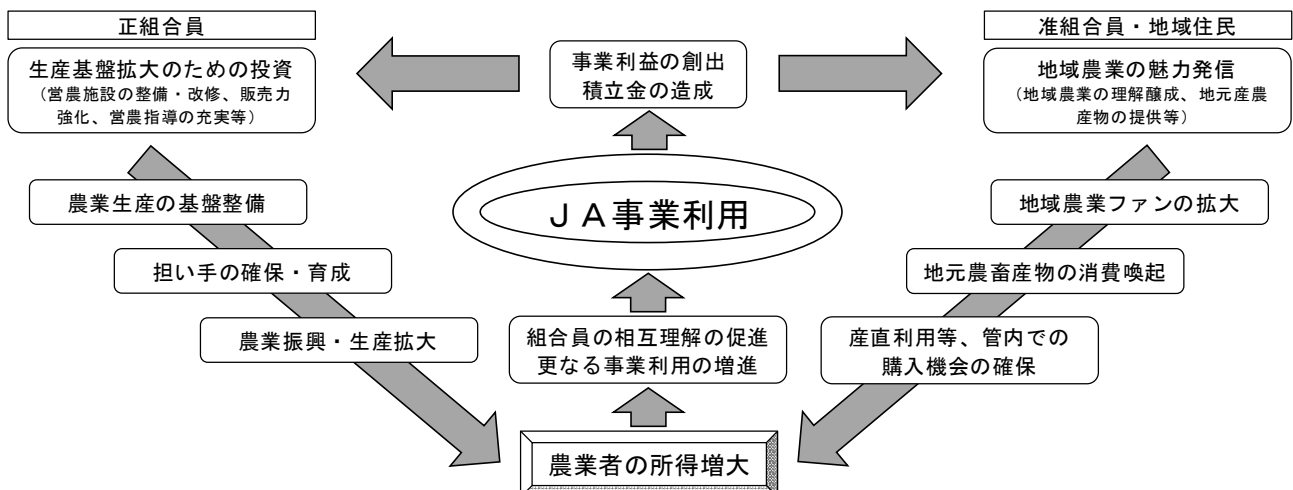 正組合員
生産基盤拡大のための投資
（営農施設の整備・改修、販売力
強化、営農指導の充実等）
農業生産の基盤整備
担い手の確保・育成
農業振興・生産拡大
事業利益の創出
積立金の造成
ＪＡ事業利用
組合員の相互理解の促進
更なる事業利用の増進
農業者の所得増大
准組合員・地域住民
地域農業の魅力発信
（地域農業の理解醸成、地元産農
産物の提供等）
地域農業ファンの拡大
地元農畜産物の消費喚起
産直利用等、管内での
購入機会の確保